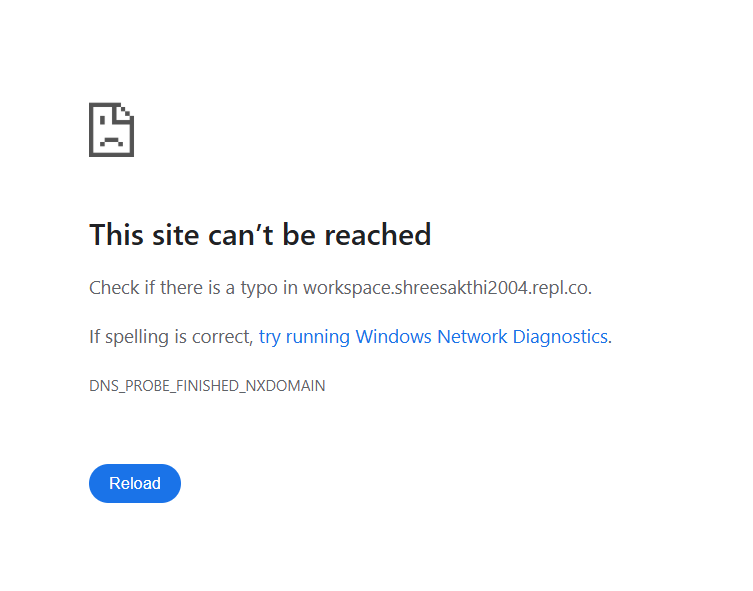 This site can’t be reached
Check if there is a typo in workspace.shreesakthi2004.repl.co.
If spelling is correct, try running Windows Network Diagnostics.
DNS_PROBE_FINISHED_NXDOMAIN
Reload